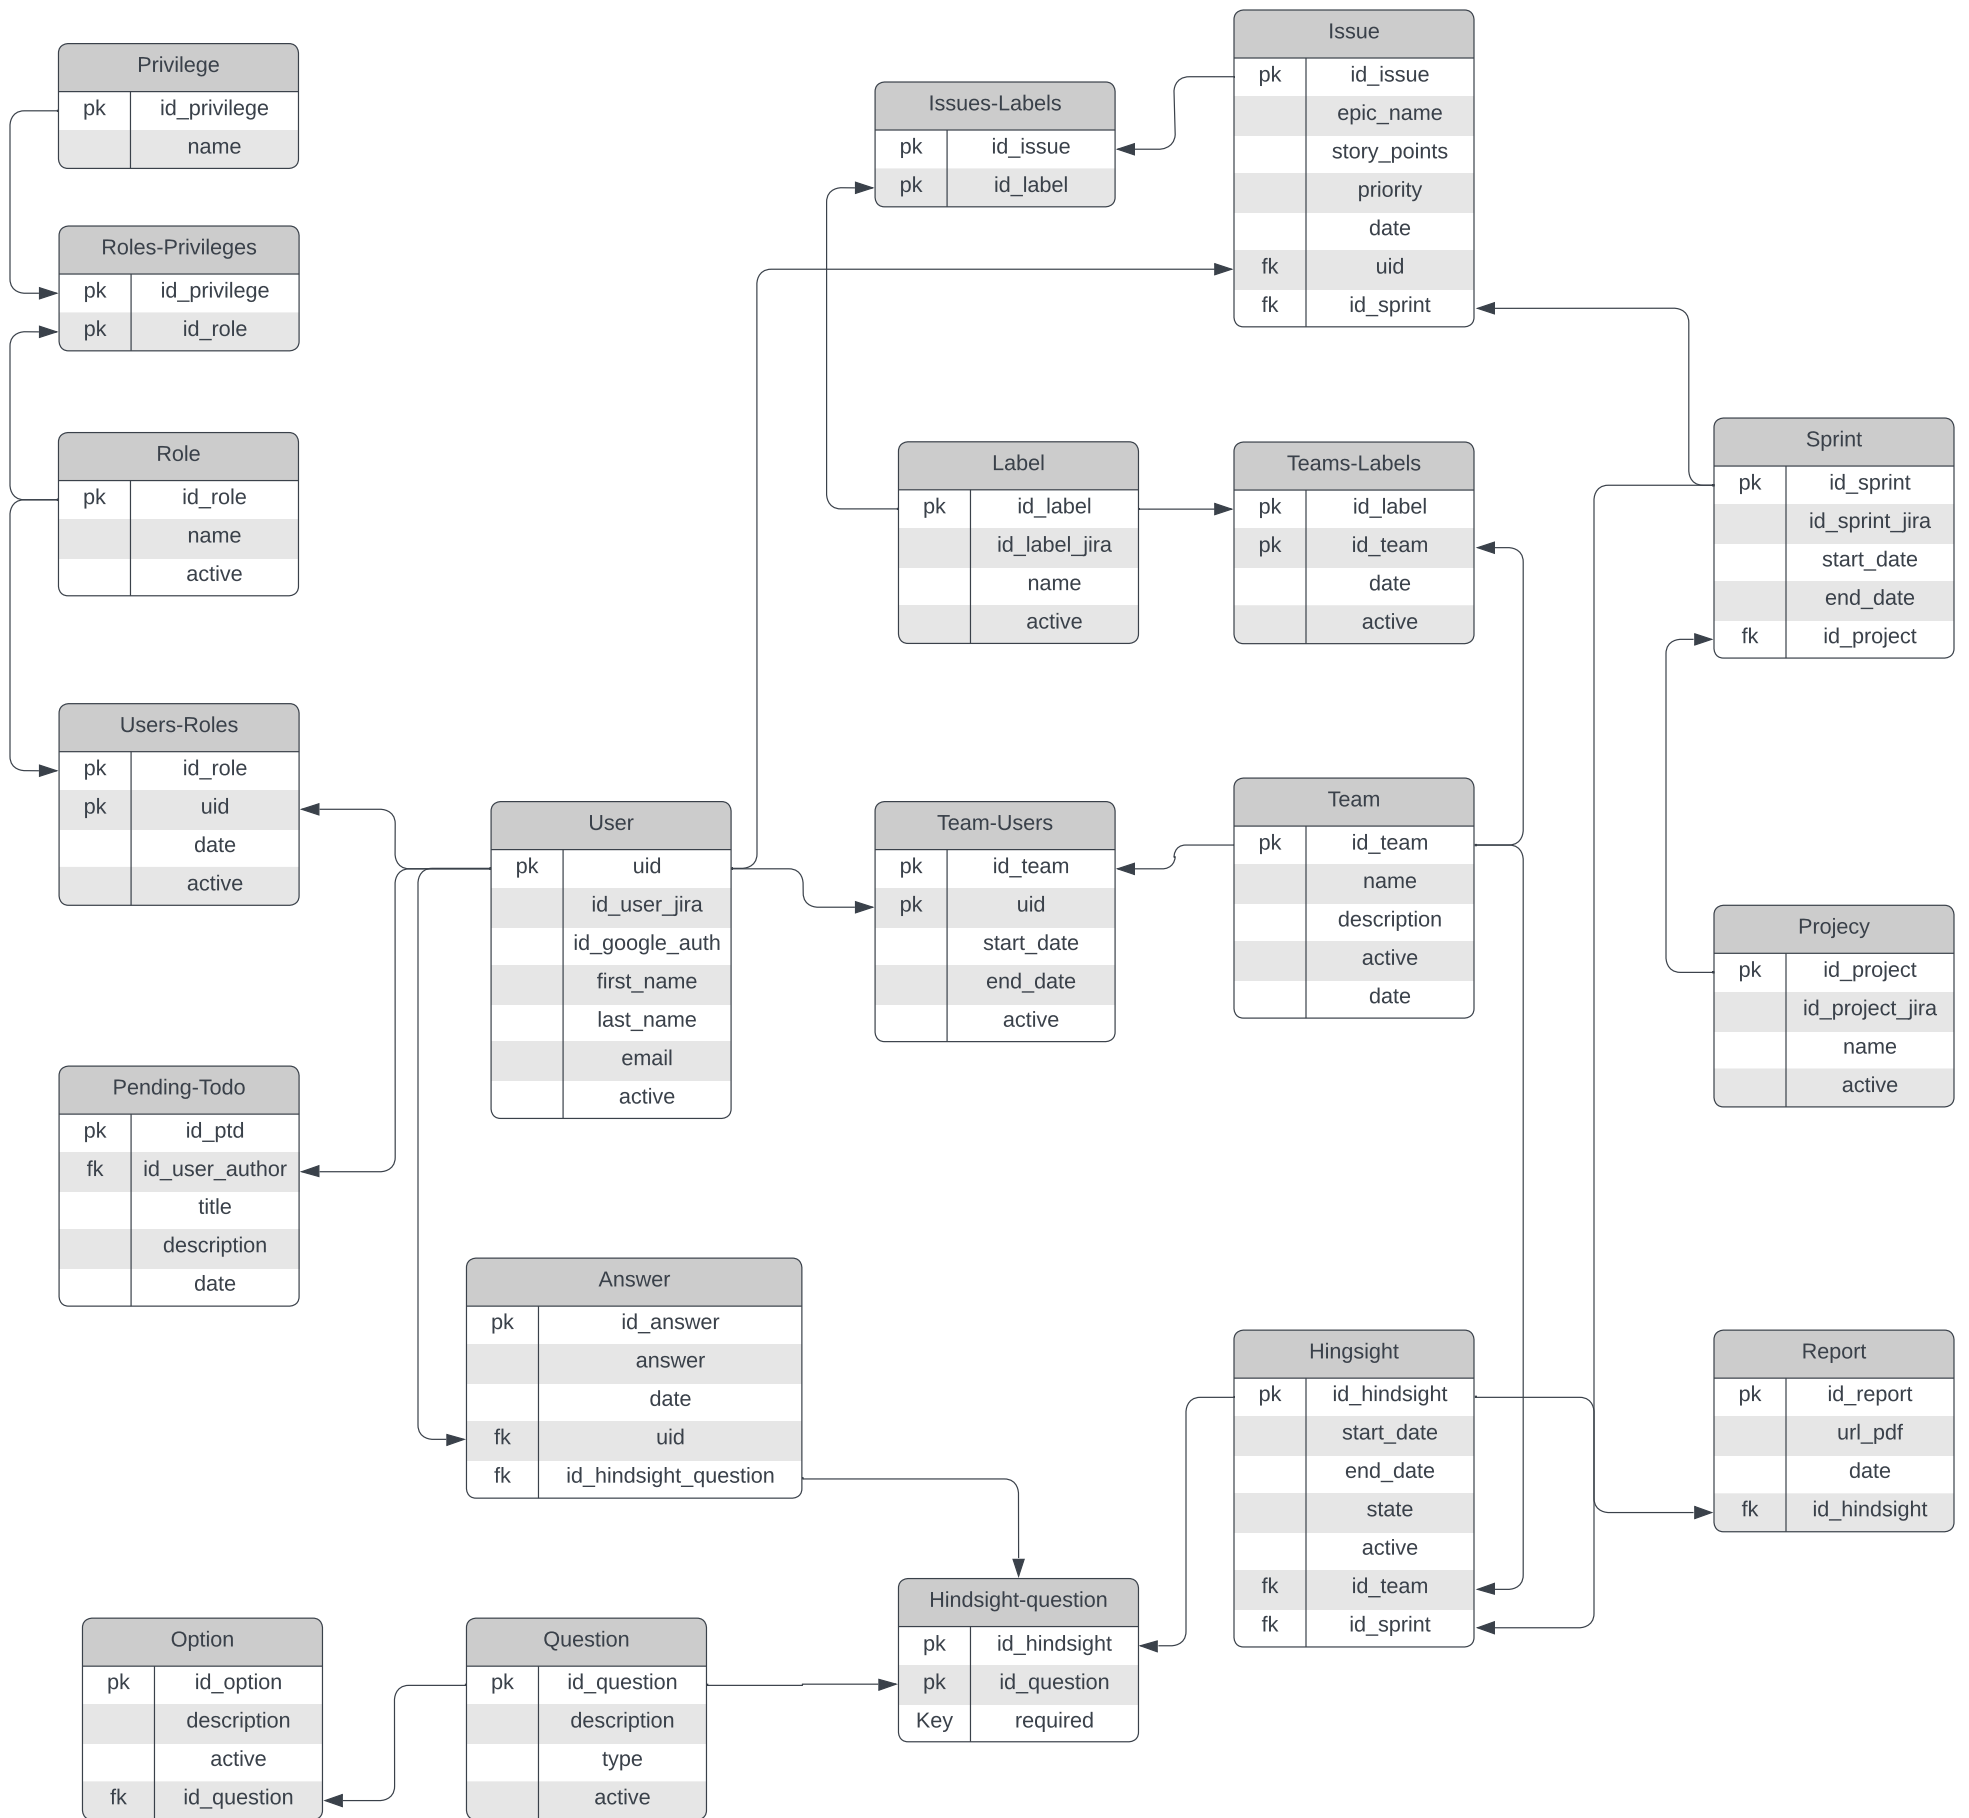 Privilege
pk id_privilege
name
Roles-Privileges
pk id_privilege
pk id_role
Role
pk id_role
name
active
Users-Roles
pk id_role
pk uid
date
active
Pending-Todo
pk id_ptd
fk id_user_author
title
description
date
User
pk uid
id_user_jira
id_google_auth
first_name
last_name
email
active
Answer
pk id_answer
answer
date
fk uid
fk id_hindsight_question
Option
pk id_option
description
active
fk id_question
Question
pk id_question
description
type
active
Issues-Labels
pk id_issue
pk id_label
Label
pk id_label
id_label_jira
name
active
Team-Users
pk id_team
pk uid
start_date
end_date
active
Hindsight-question
pk id_hindsight
pk id_question
Key required
Issue
pk id_issue
epic_name
story_points
priority
date
fk uid
fk id_sprint
Teams-Labels
pk id_label
pk id_team
date
active
Team
pk id_team
name
description
active
date
Hingsight
pk id_hindsight
start_date
end_date
state
active
fk id_team
fk id_sprint
Sprint
pk id_sprint
id_sprint_jira
start_date
end_date
fk id_project
Projecy
pk id_project
id_project_jira
name
active
Report
pk id_report
url_pdf
date
fk id_hindsight